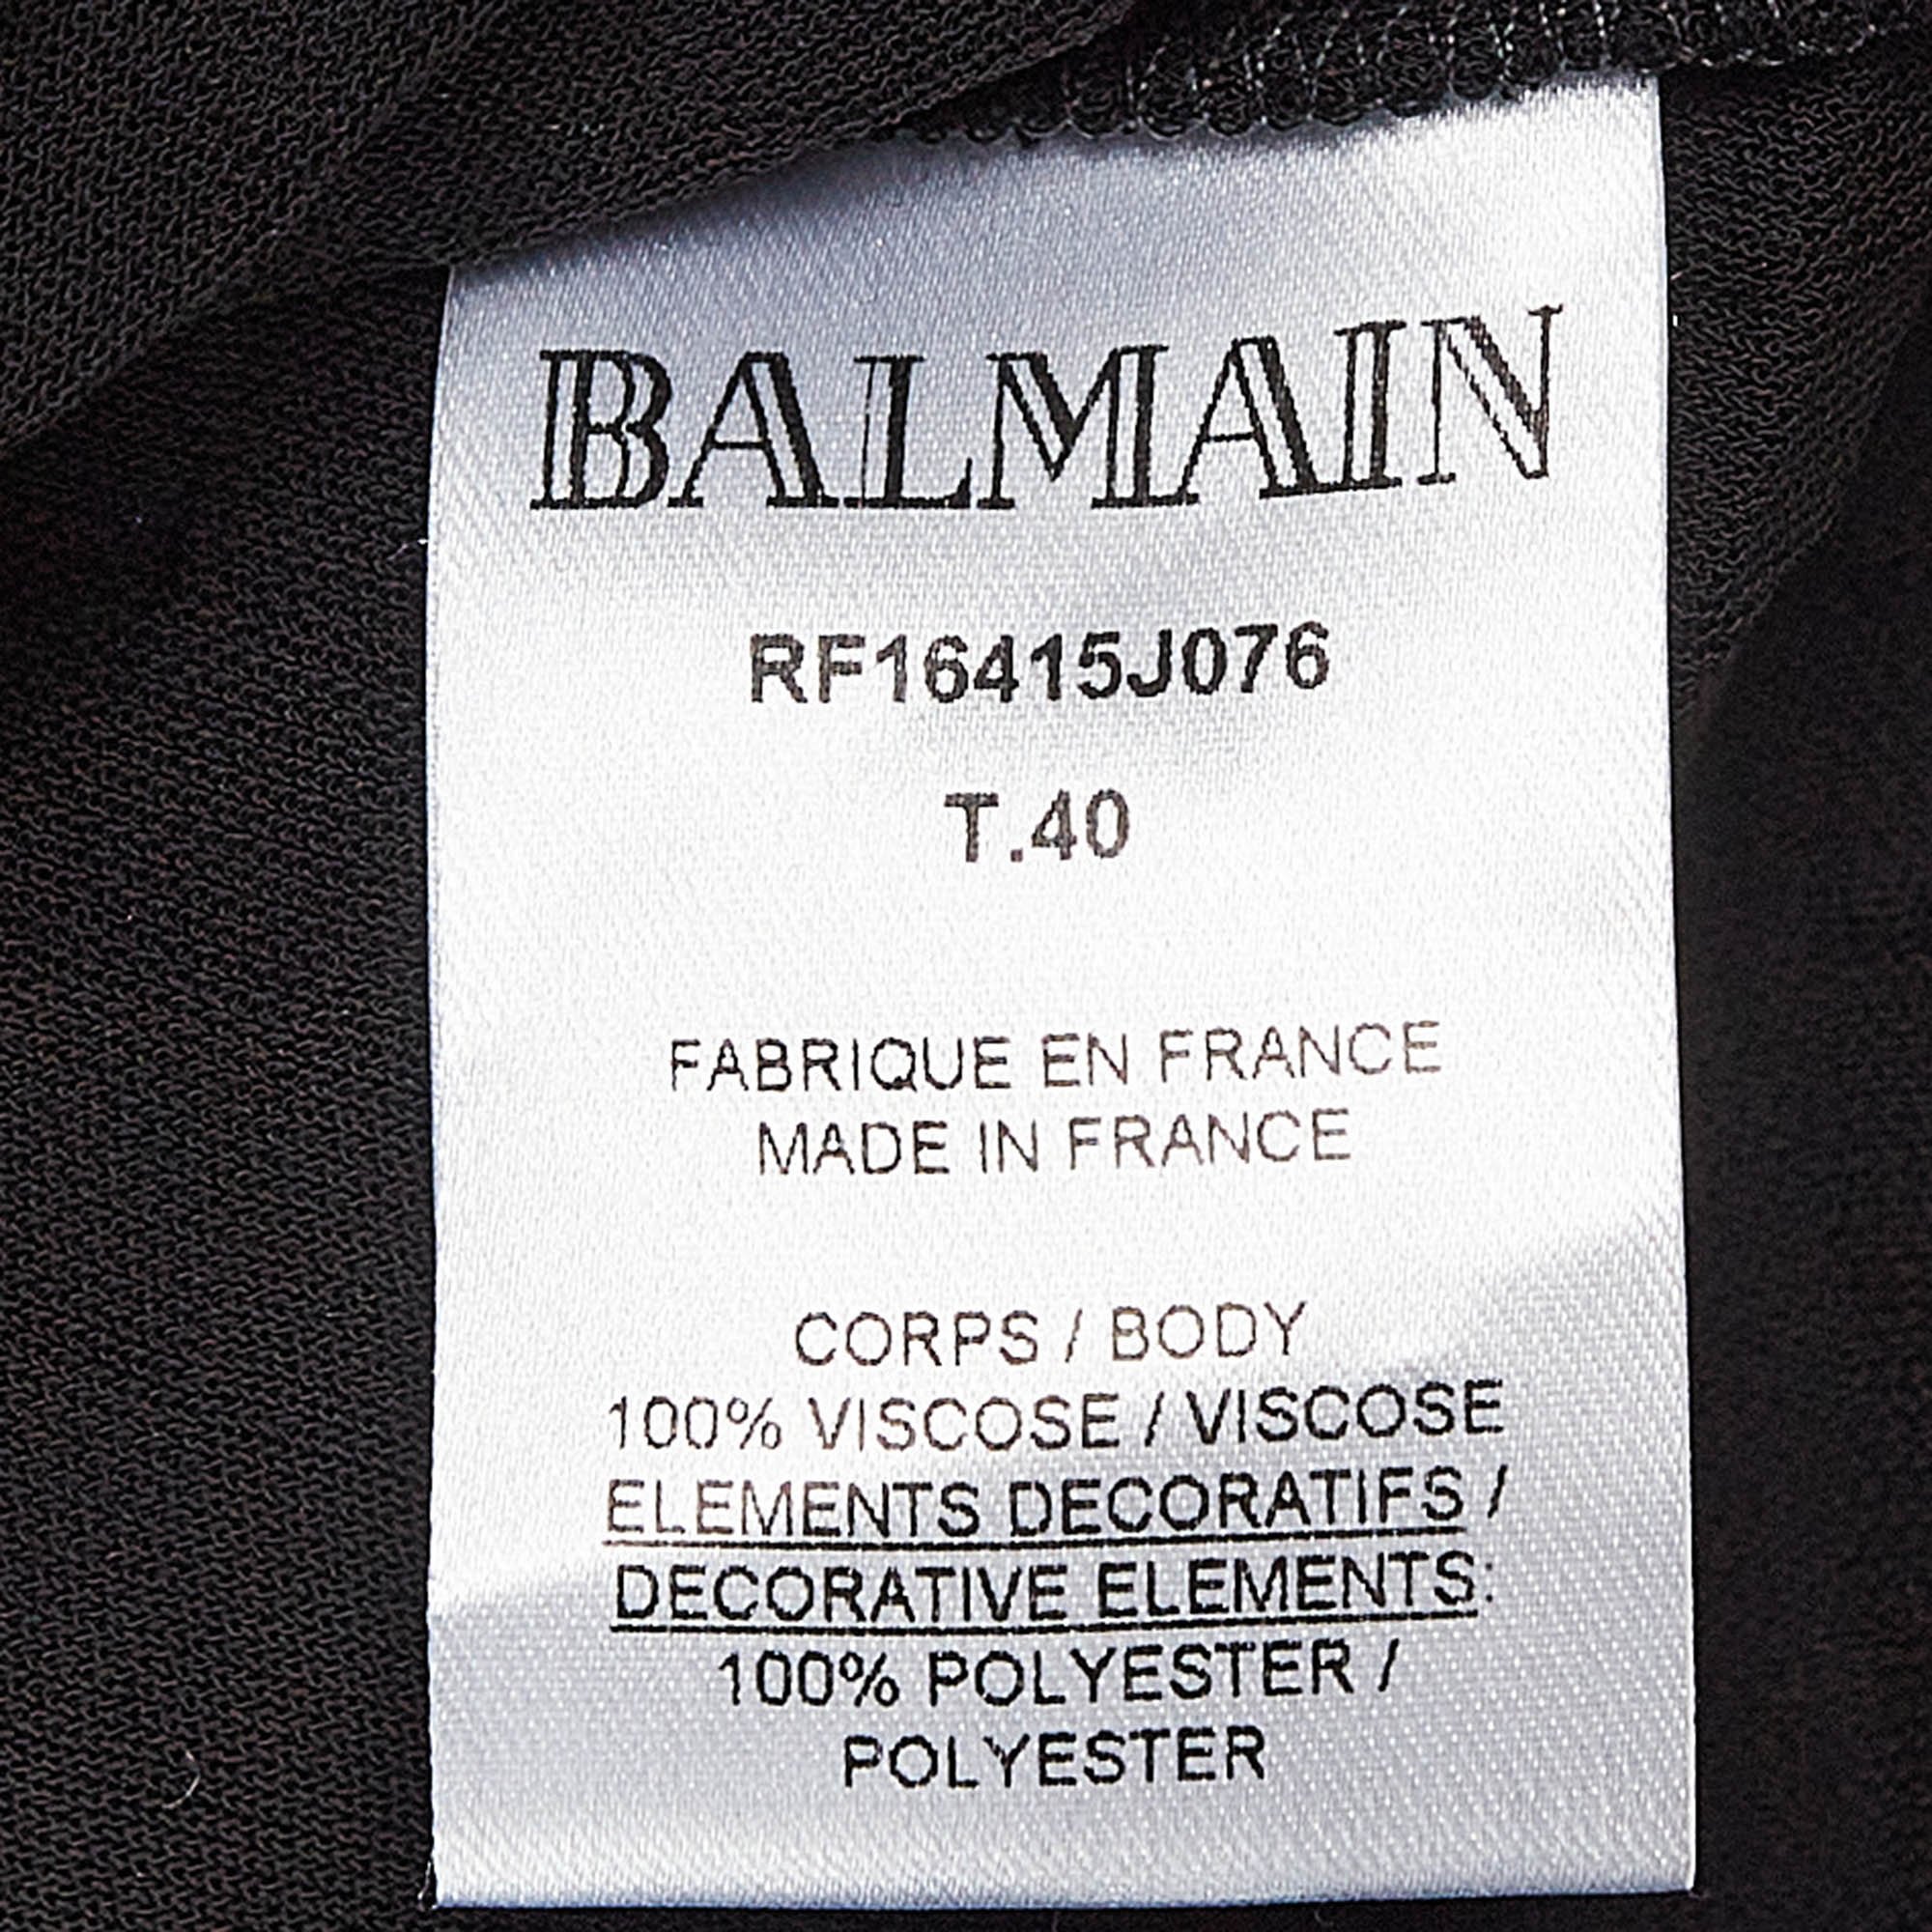 BALMAIN
RF16415J076
T.40
FABRIQUE EN FRANCE
MADE IN FRANCE
CORPS / BODY
100% VISCOSE / VISCOSE
ELEMENTS DECORATIFS /
DECORATIVE ELEMENTS:
100% POLYESTER /
POLYESTER